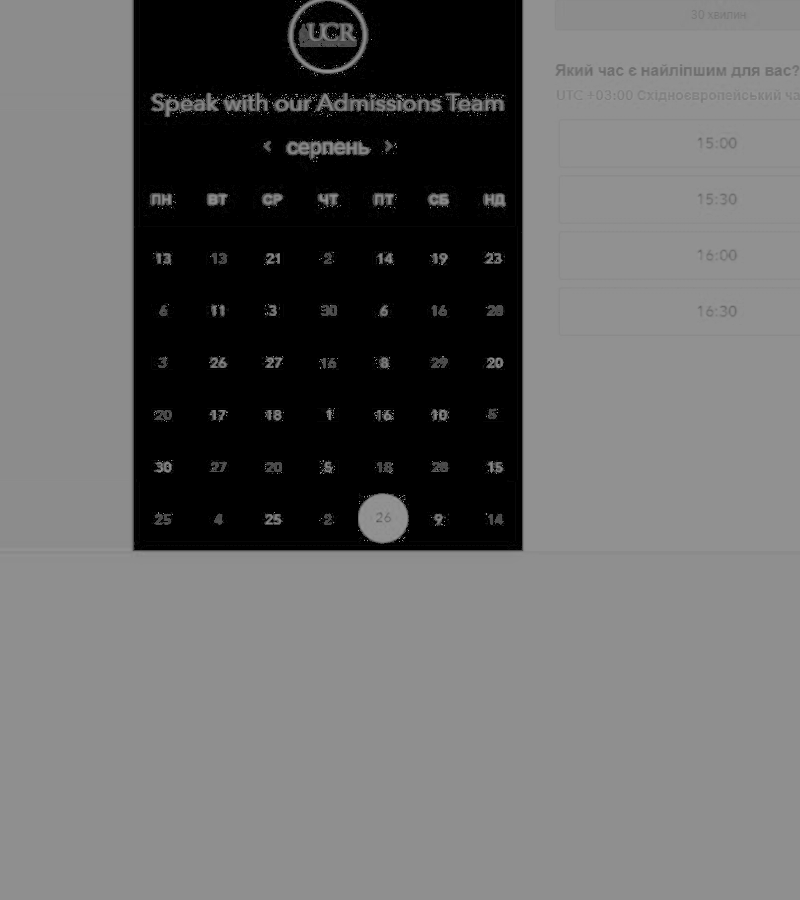 UCR
30 хвилин
Speak with our Admissions Team
Який час є найліпшим для вас?
UTC +03:00 Східноєвропейський ча
серпень
15:00
15:30
16:00
16:30
ПН ВТ СР ЧТ ПТ СБ НД
13 13 21 2 14 19 23
6 11 3 30 6 16 28
3 26 27 16 8 29 20
20 17 18 1 16 10 5
30 27 20 5 18 28 15
25 4 25 2 26 9 14